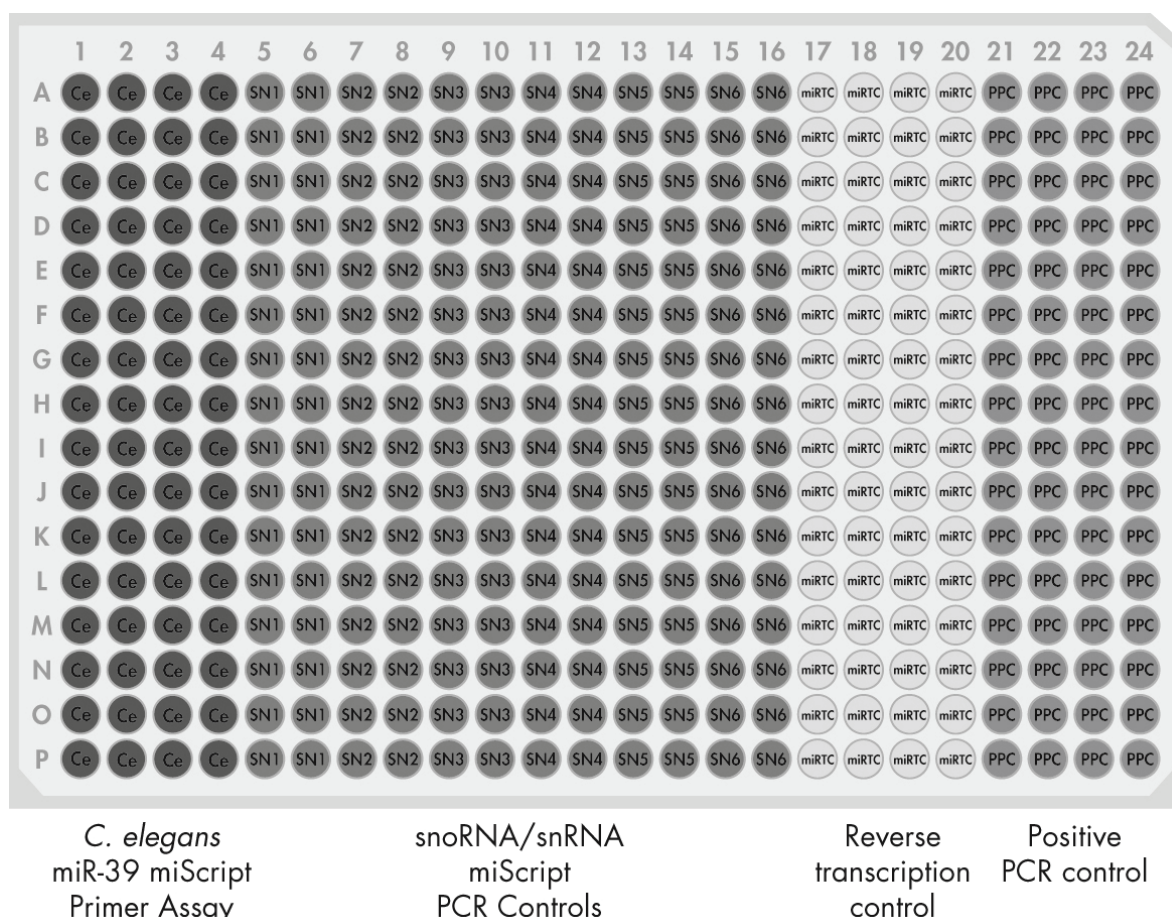 1 2 3 4 5 6 7 8 9 10 11 12 13 14 15 16 17 18 19 20 21 22 23 24
A Ce Ce Ce Ce SN1 SN1 SN2 SN2 SN3 SN3 SN4 SN4 SN5 SN5 SN6 SN6 miRTC miRTC miRTC miRTC PPC PPC PPC PPC
B Ce Ce Ce Ce SN1 SN1 SN2 SN2 SN3 SN3 SN4 SN4 SN5 SN5 SN6 SN6 miRTC miRTC miRTC miRTC PPC PPC PPC PPC
C Ce Ce Ce Ce SN1 SN1 SN2 SN2 SN3 SN3 SN4 SN4 SN5 SN5 SN6 SN6 miRTC miRTC miRTC miRTC PPC PPC PPC PPC
D Ce Ce Ce Ce SN1 SN1 SN2 SN2 SN3 SN3 SN4 SN4 SN5 SN5 SN6 SN6 miRTC miRTC miRTC miRTC PPC PPC PPC PPC
E Ce Ce Ce Ce SN1 SN1 SN2 SN2 SN3 SN3 SN4 SN4 SN5 SN5 SN6 SN6 miRTC miRTC miRTC miRTC PPC PPC PPC PPC
F Ce Ce Ce Ce SN1 SN1 SN2 SN2 SN3 SN3 SN4 SN4 SN5 SN5 SN6 SN6 miRTC miRTC miRTC miRTC PPC PPC PPC PPC
G Ce Ce Ce Ce SN1 SN1 SN2 SN2 SN3 SN3 SN4 SN4 SN5 SN5 SN6 SN6 miRTC miRTC miRTC miRTC PPC PPC PPC PPC
H Ce Ce Ce Ce SN1 SN1 SN2 SN2 SN3 SN3 SN4 SN4 SN5 SN5 SN6 SN6 miRTC miRTC miRTC miRTC PPC PPC PPC PPC
I Ce Ce Ce Ce SN1 SN1 SN2 SN2 SN3 SN3 SN4 SN4 SN5 SN5 SN6 SN6 miRTC miRTC miRTC miRTC PPC PPC PPC PPC
J Ce Ce Ce Ce SN1 SN1 SN2 SN2 SN3 SN3 SN4 SN4 SN5 SN5 SN6 SN6 miRTC miRTC miRTC miRTC PPC PPC PPC PPC
K Ce Ce Ce Ce SN1 SN1 SN2 SN2 SN3 SN3 SN4 SN4 SN5 SN5 SN6 SN6 miRTC miRTC miRTC miRTC PPC PPC PPC PPC
L Ce Ce Ce Ce SN1 SN1 SN2 SN2 SN3 SN3 SN4 SN4 SN5 SN5 SN6 SN6 miRTC miRTC miRTC miRTC PPC PPC PPC PPC
M Ce Ce Ce Ce SN1 SN1 SN2 SN2 SN3 SN3 SN4 SN4 SN5 SN5 SN6 SN6 miRTC miRTC miRTC miRTC PPC PPC PPC PPC
N Ce Ce Ce Ce SN1 SN1 SN2 SN2 SN3 SN3 SN4 SN4 SN5 SN5 SN6 SN6 miRTC miRTC miRTC miRTC PPC PPC PPC PPC
O Ce Ce Ce Ce SN1 SN1 SN2 SN2 SN3 SN3 SN4 SN4 SN5 SN5 SN6 SN6 miRTC miRTC miRTC miRTC PPC PPC PPC PPC
P Ce Ce Ce Ce SN1 SN1 SN2 SN2 SN3 SN3 SN4 SN4 SN5 SN5 SN6 SN6 miRTC miRTC miRTC miRTC PPC PPC PPC PPC
C. elegans
miR-39 miScript
Primer Assay
snoRNA/snRNA
miScript
PCR Controls
Reverse
transcription
control
Positive
PCR control